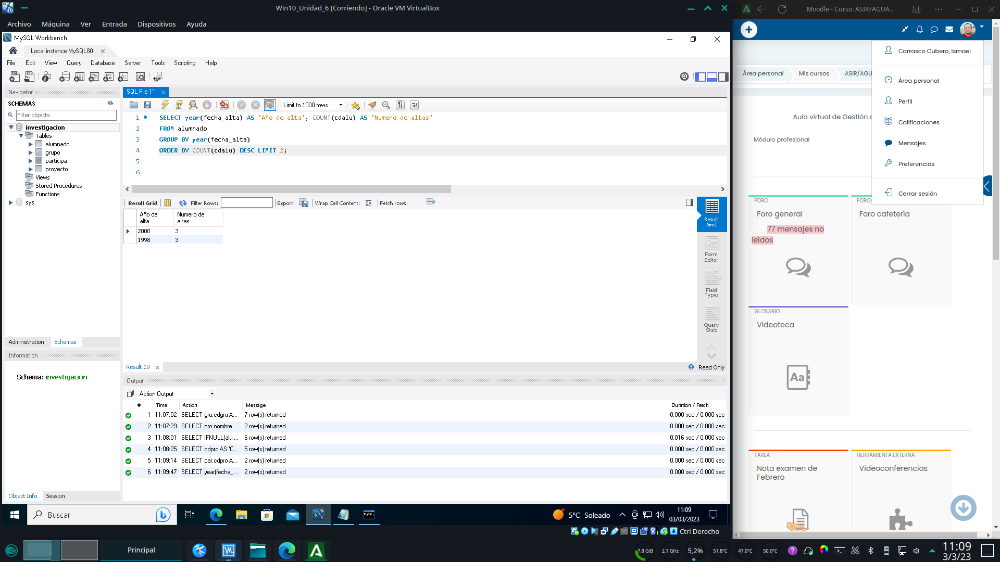 Win10_Unidad_6 [Corriendo] - Oracle VM VirtualBox
Archivo Máquina Ver Entrada Dispositivos Ayuda
MySQL Workbench
Local instance MySQL80
File Edit View Query Database Server Tools Scripting Help
Navigator
SCHEMAS
Filter objects
investigacion
Tables
alumnado
grupo
participa
proyecto
Views
Stored Procedures
Functions
sys
Administration Schemas
Information
Schema: investigacion
Object Info Session
SQL File 1*
Limit to 1000 rows
1 SELECT year(fecha_alta) AS 'Año de alta', COUNT(cdalu) AS 'Numero de altas'
2 FROM alumnado
3 GROUP BY year(fecha_alta)
4 ORDER BY COUNT(cdalu) DESC LIMIT 2;
5
6
Result Grid Filter Rows: Export: Wrap Cell Content: Fetch rows:
Año de alta Numero de altas
2000 3
1998 3
Result Grid
Form Editor
Field Types
Query Stats
Result 19 Read Only
Output
Action Output
# Time Action Message Duration / Fetch
1 11:07:02 SELECT gru.cdgru A... 7 row(s) returned 0.000 sec / 0.000 sec
2 11:07:29 SELECT pro.nombre ... 2 row(s) returned 0.000 sec / 0.000 sec
3 11:08:01 SELECT IFNULL(alu.... 6 row(s) returned 0.016 sec / 0.000 sec
4 11:08:25 SELECT cdpro AS 'C... 5 row(s) returned 0.000 sec / 0.000 sec
5 11:09:14 SELECT par.cdpro A... 2 row(s) returned 0.000 sec / 0.000 sec
6 11:09:47 SELECT year(fecha_... 2 row(s) returned 0.000 sec / 0.000 sec
Buscar
5°C Soleado
11:09
03/03/2023
Ctrl Derecho
Moodle - Curso: ASIR/AGUA...
Carrasco Cubero, Ismael
Área personal
Perfil
Calificaciones
Mensajes
Preferencias
Cerrar sesión
Área personal Mis cursos ASIR/AGU
Aula virtual de Gestión
Módulo profesional
FORO
Foro general
77 mensajes no leídos
FORO
Foro cafetería
GLOSARIO
Videoteca
Aa
TAREA
Nota examen de Febrero
HERRAMIENTA EXTERNA
Videoconferencias
Principal
7,8 GiB 2,1 GHz 5,2% 51,8°C 47,0°C 50,0°C
11:09
3/3/23